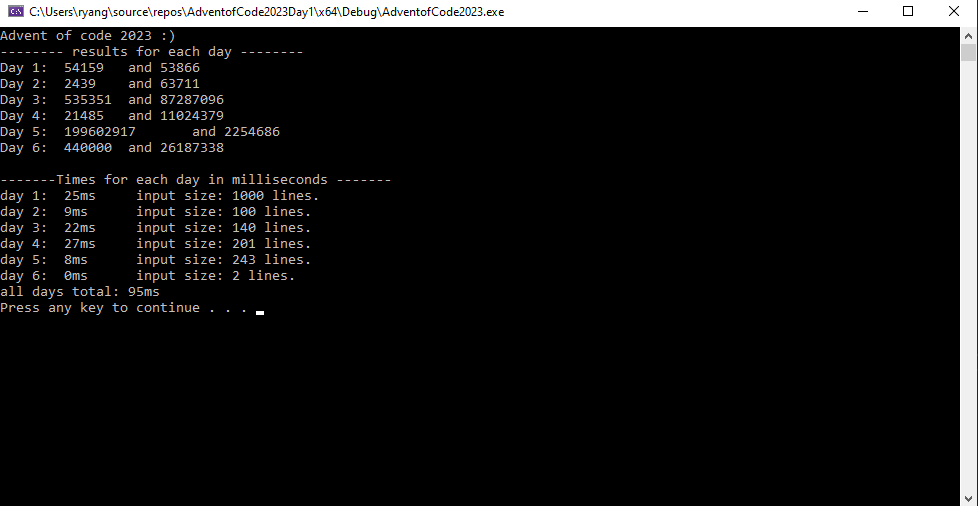 C:\Users\ryang\source\repos\AdventofCode2023Day1\x64\Debug\AdventofCode2023.exe
Advent of code 2023 :)
-------- results for each day --------
Day 1:  54159   and 53866
Day 2:  2439    and 63711
Day 3:  535351  and 87287096
Day 4:  21485   and 11024379
Day 5:  199602917       and 2254686
Day 6:  440000  and 26187338
-------Times for each day in milliseconds -------
day 1:  25ms     input size: 1000 lines.
day 2:  9ms      input size: 100 lines.
day 3:  22ms     input size: 140 lines.
day 4:  27ms     input size: 201 lines.
day 5:  8ms      input size: 243 lines.
day 6:  0ms      input size: 2 lines.
all days total: 95ms
Press any key to continue . . .